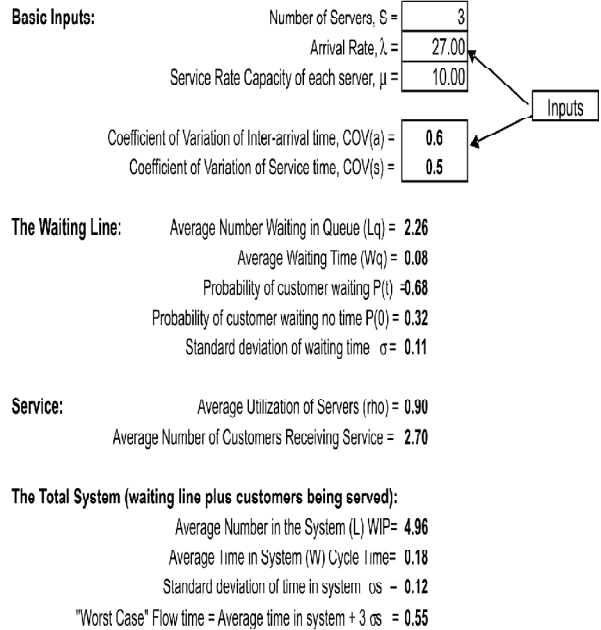 Basic Inputs: Number of Servers, S = 3
Arrival Rate, λ = 27.00
Service Rate Capacity of each server, μ = 10.00
Inputs
Coefficient of Variation of Inter-arrival time, COV(a) = 0.6
Coefficient of Variation of Service time, COV(s) = 0.5
The Waiting Line: Average Number Waiting in Queue (Lq) = 2.26
Average Waiting Time (Wq) = 0.08
Probability of customer waiting P(t) =0.68
Probability of customer waiting no time P(0) = 0.32
Standard deviation of waiting time σ = 0.11
Service: Average Utilization of Servers (rho) = 0.90
Average Number of Customers Receiving Service = 2.70
The Total System (waiting line plus customers being served):
Average Number in the System (L) WIP= 4.96
Average Time in System (W) Cycle Time= 0.18
Standard deviation of time in system σs = 0.12
"Worst Case" Flow time = Average time in system + 3 σs = 0.55